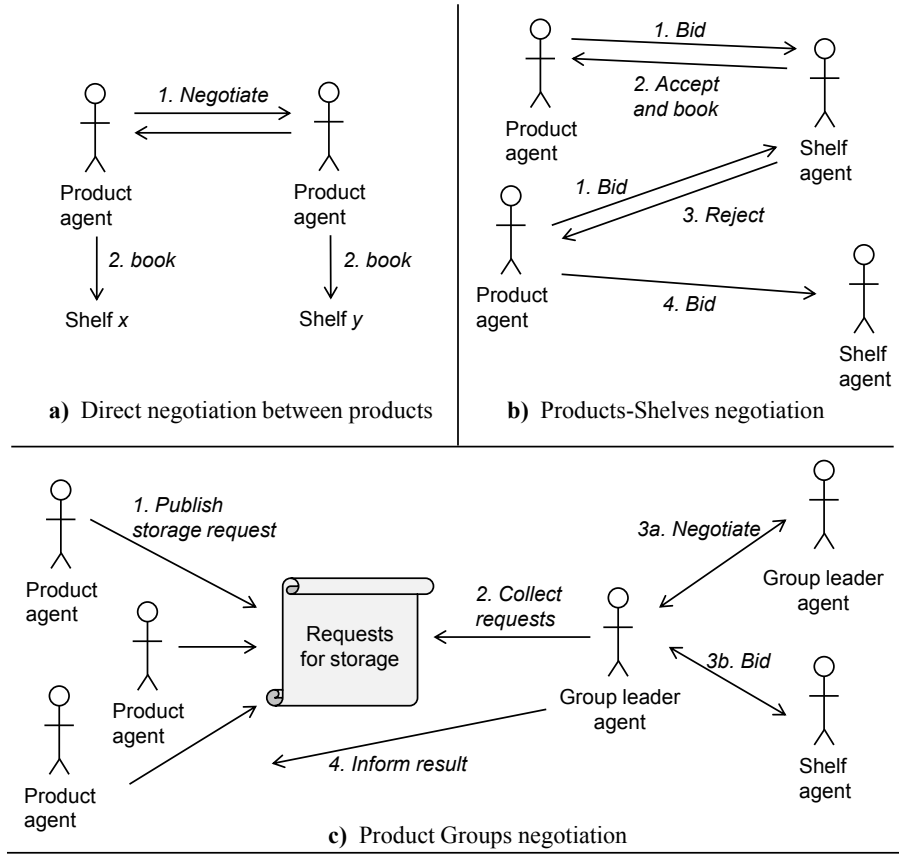 1. Negotiate
Product
agent
Product
agent
2. book
2. book
Shelf x
Shelf y
a) Direct negotiation between products
1. Bid
2. Accept
and book
Product
agent
Shelf
agent
1. Bid
3. Reject
Product
agent
4. Bid
Shelf
agent
b) Products-Shelves negotiation
1. Publish
storage request
Product
agent
Product
agent
Product
agent
Requests
for storage
2. Collect
requests
Group leader
agent
3a. Negotiate
Group leader
agent
3b. Bid
Shelf
agent
4. Inform result
c) Product Groups negotiation